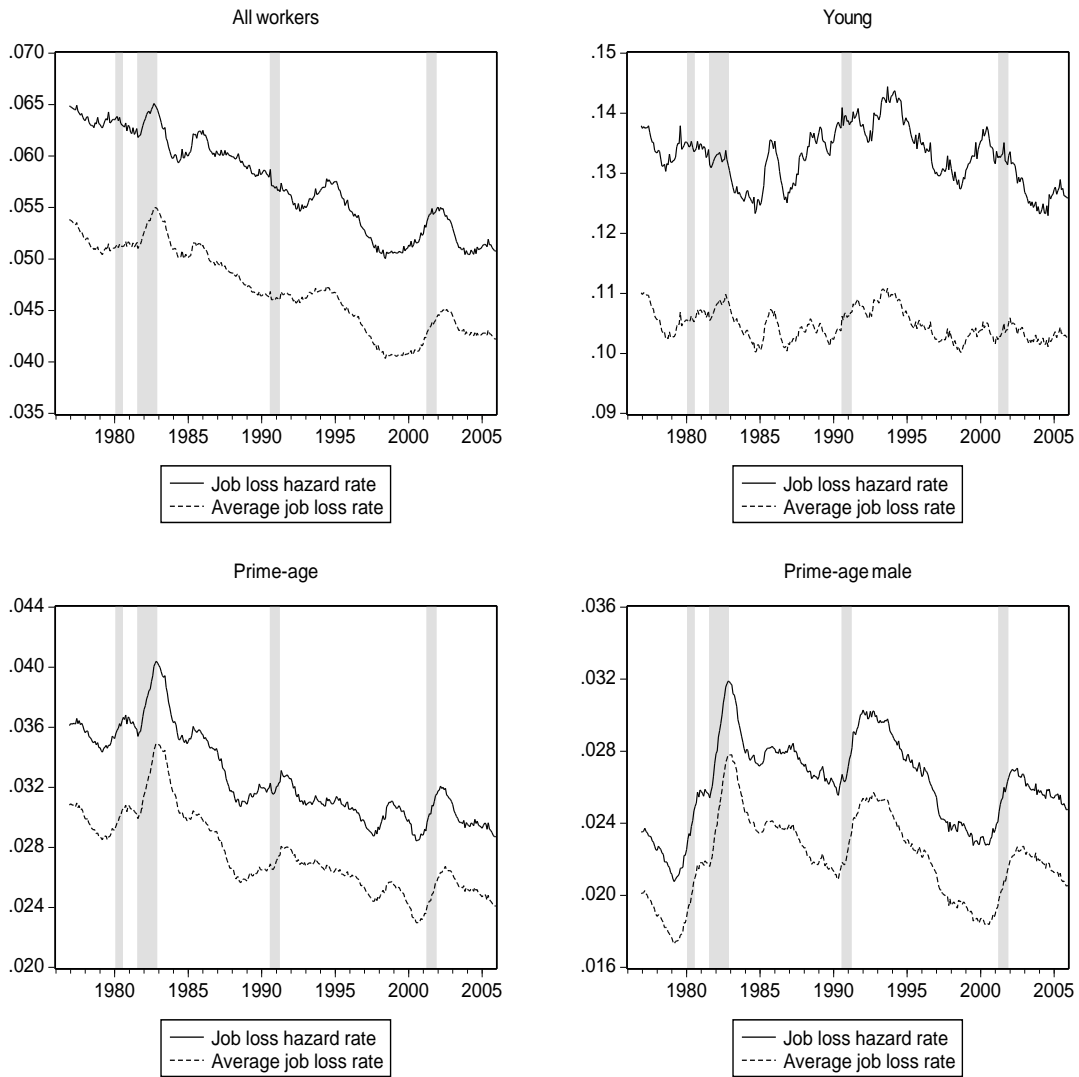 All workers
.070
.065
.060
.055
.050
.045
.040
.035
1980 1985 1990 1995 2000 2005
Job loss hazard rate
Average job loss rate
Young
.15
.14
.13
.12
.11
.10
.09
1980 1985 1990 1995 2000 2005
Job loss hazard rate
Average job loss rate
Prime-age
.044
.040
.036
.032
.028
.024
.020
1980 1985 1990 1995 2000 2005
Job loss hazard rate
Average job loss rate
Prime-age male
.036
.032
.028
.024
.020
.016
1980 1985 1990 1995 2000 2005
Job loss hazard rate
Average job loss rate